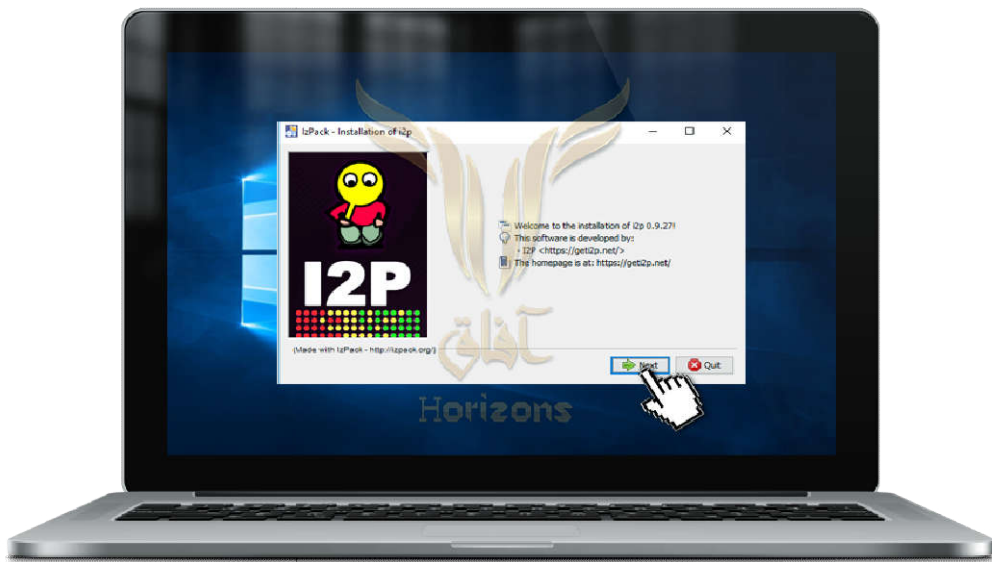 IzPack - Installation of i2p
Welcome to the installation of i2p 0.9.27!
This software is developed by:
- I2P <https://geti2p.net/>
The homepage is at: https://geti2p.net/
I2P
(Made with IzPack - http://izpack.org/)
Next
Quit
آفاق
Horizons